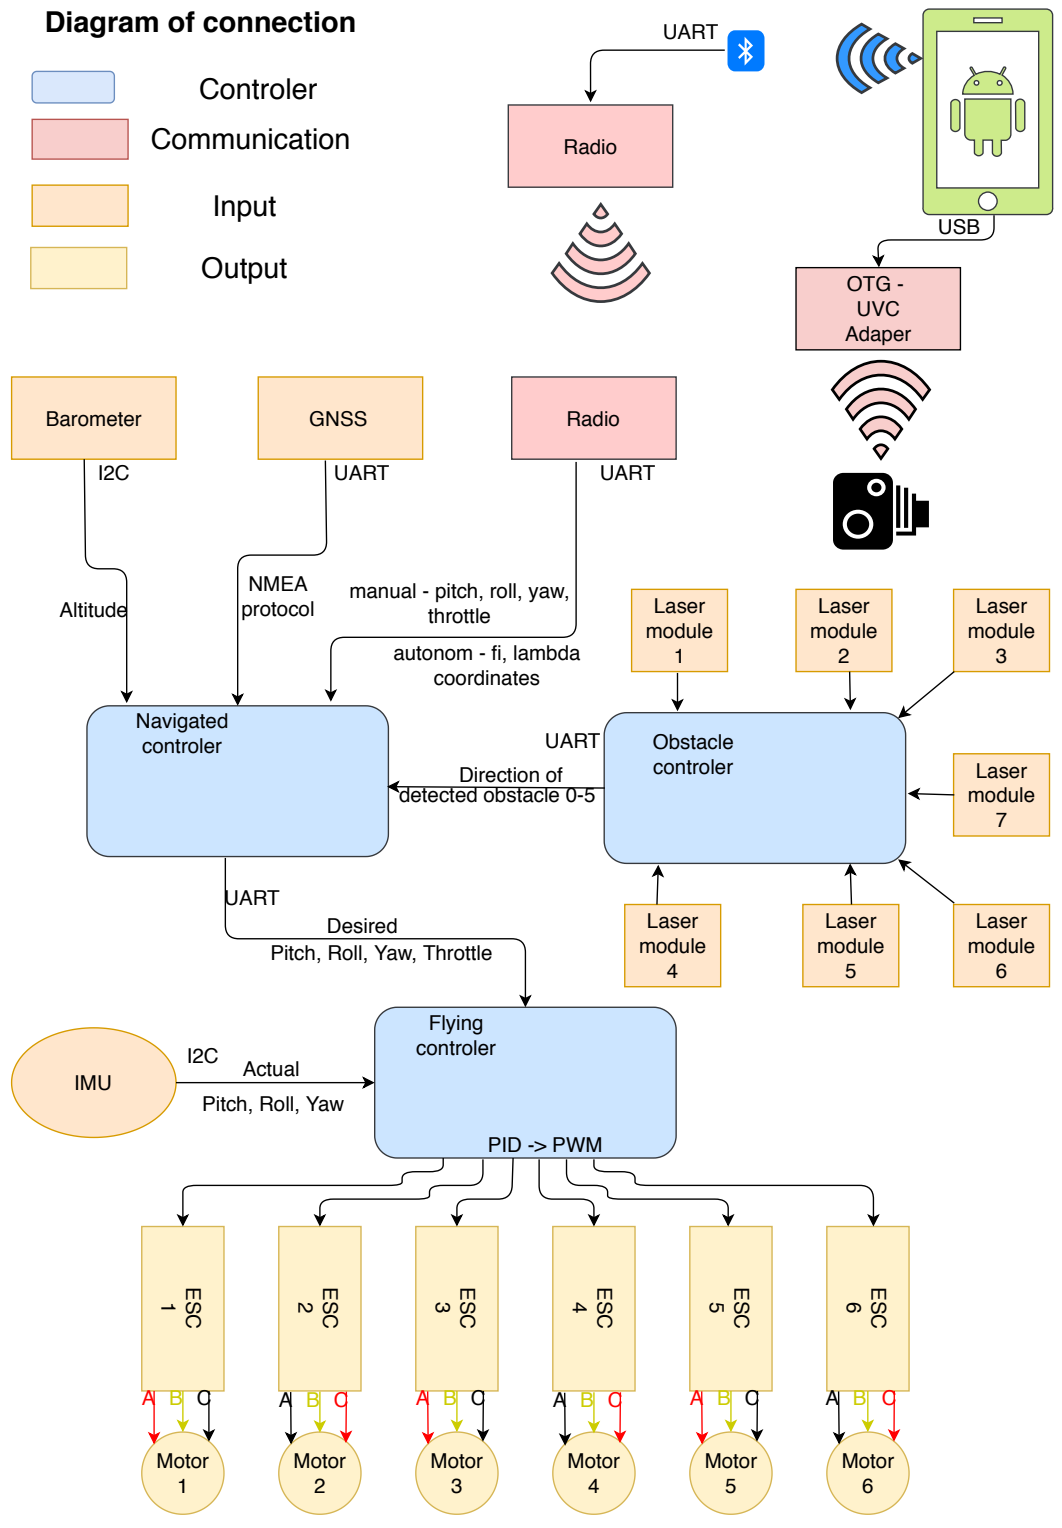 Diagram of connection
Controler
Communication
Input
Output
UART
Radio
USB
OTG -
UVC
Adaper
Barometer
GNSS
Radio
I2C
UART
UART
Altitude
NMEA
protocol
manual - pitch, roll, yaw,
throttle
autonom - fi, lambda
coordinates
Laser
module
1
Laser
module
2
Laser
module
3
Navigated
controler
UART
Direction of
detected obstacle 0-5
Obstacle
controler
Laser
module
7
Laser
module
4
Laser
module
5
Laser
module
6
UART
Desired
Pitch, Roll, Yaw, Throttle
IMU
I2C
Actual
Pitch, Roll, Yaw
Flying
controler
PID -> PWM
ESC
1
ESC
2
ESC
3
ESC
4
ESC
5
ESC
6
A B C
A B C
A B C
A B C
A B C
A B C
Motor
1
Motor
2
Motor
3
Motor
4
Motor
5
Motor
6